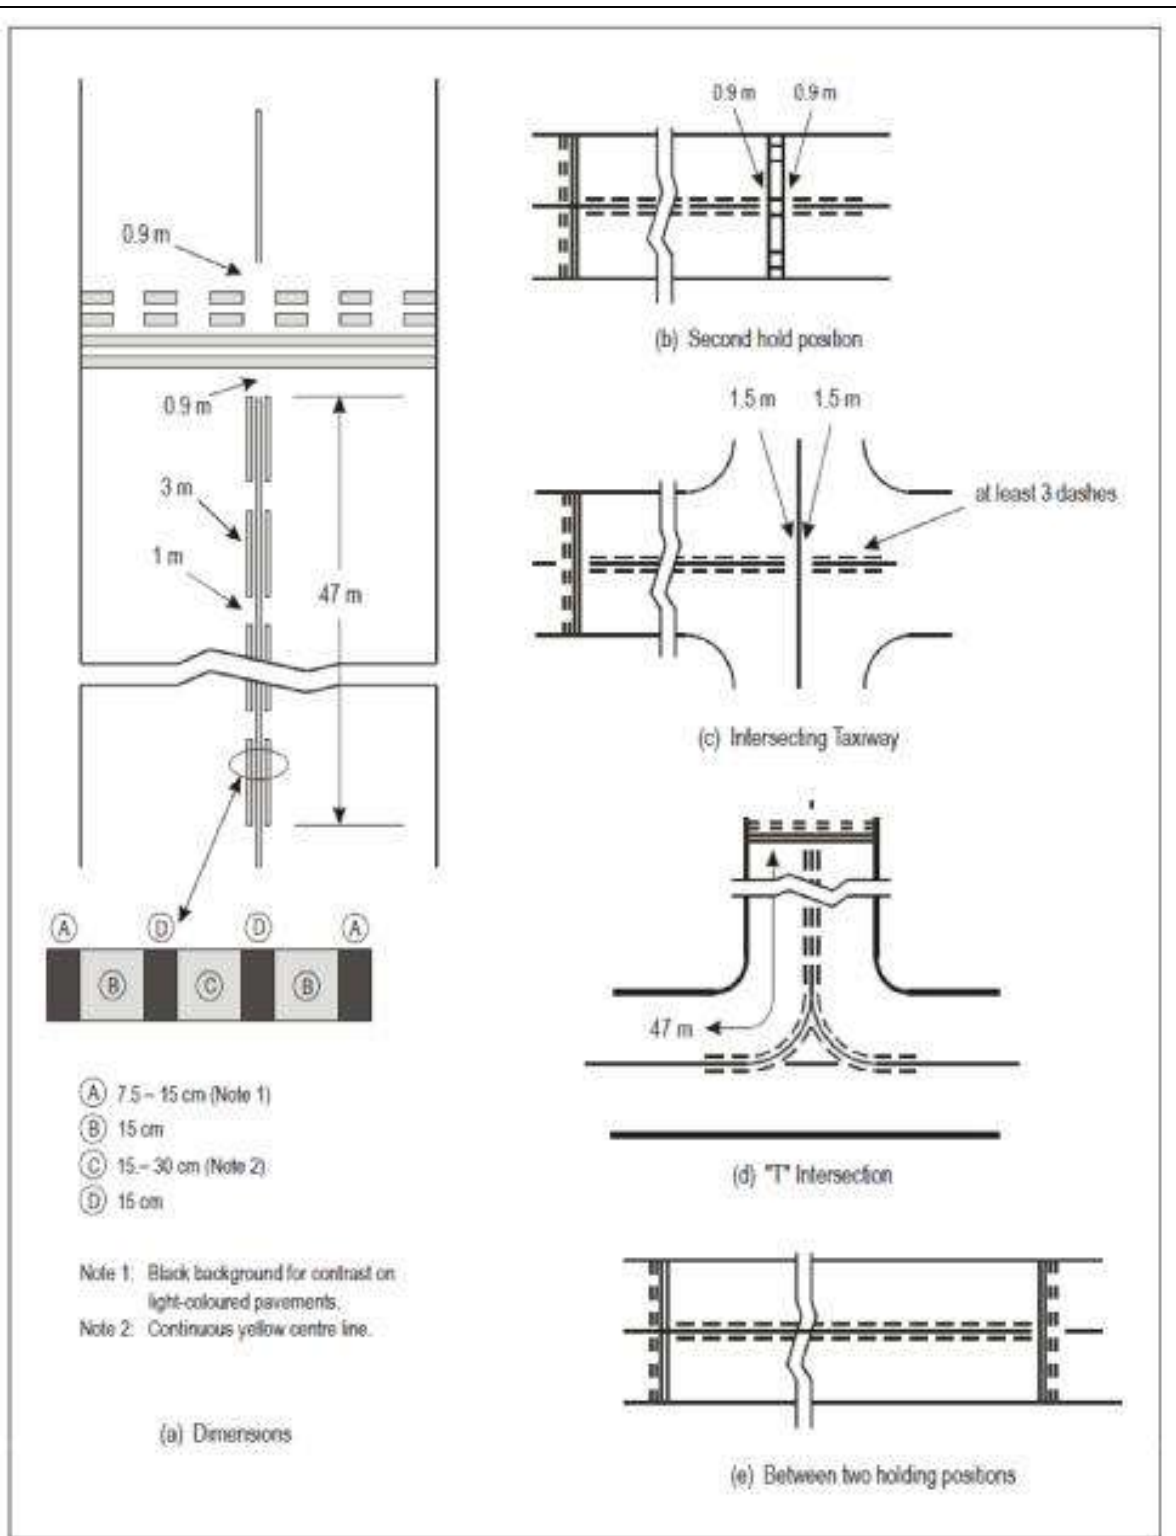 0.9 m
0.9 m
3 m
1 m
47 m
A D D A
B C B
A 7.5 – 15 cm (Note 1)
B 15 cm
C 15 – 30 cm (Note 2)
D 15 cm
Note 1: Black background for contrast on
light-coloured pavements.
Note 2: Continuous yellow centre line.
(a) Dimensions
0.9 m 0.9 m
(b) Second hold position
1.5 m 1.5 m
at least 3 dashes
(c) Intersecting Taxiway
47 m
(d) "T" Intersection
(e) Between two holding positions